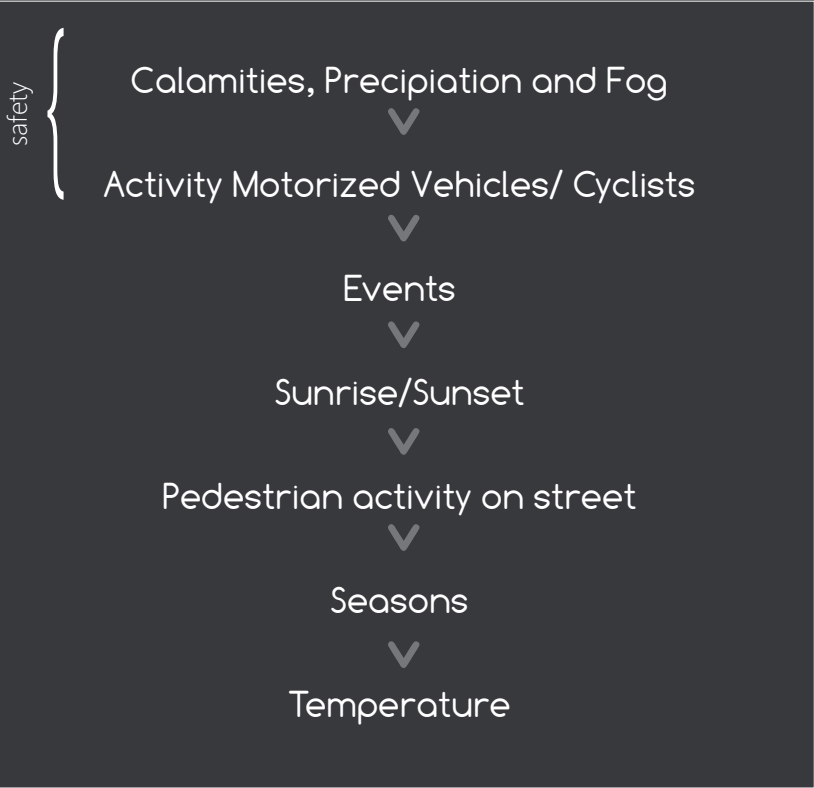 safety
Calamities, Precipiation and Fog
Activity Motorized Vehicles/ Cyclists
Events
Sunrise/Sunset
Pedestrian activity on street
Seasons
Temperature